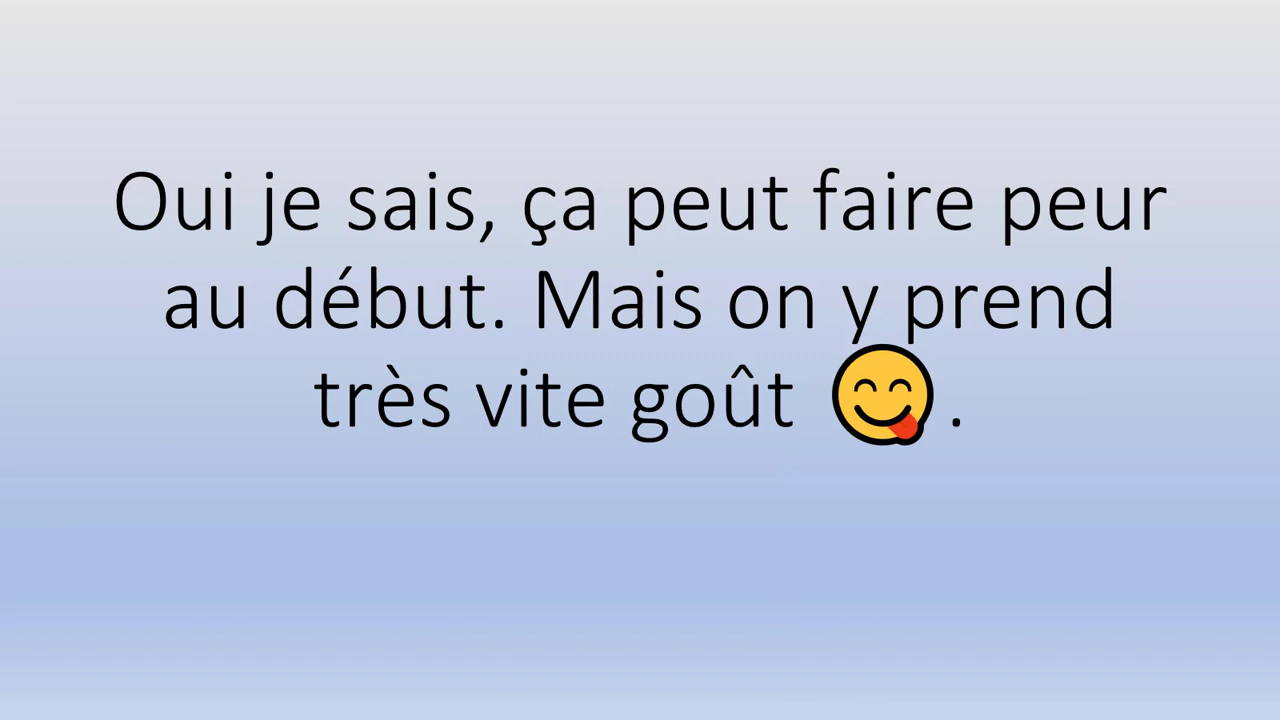 Oui je sais, ça peut faire peur
au début. Mais on y prend
très vite goût 😋.